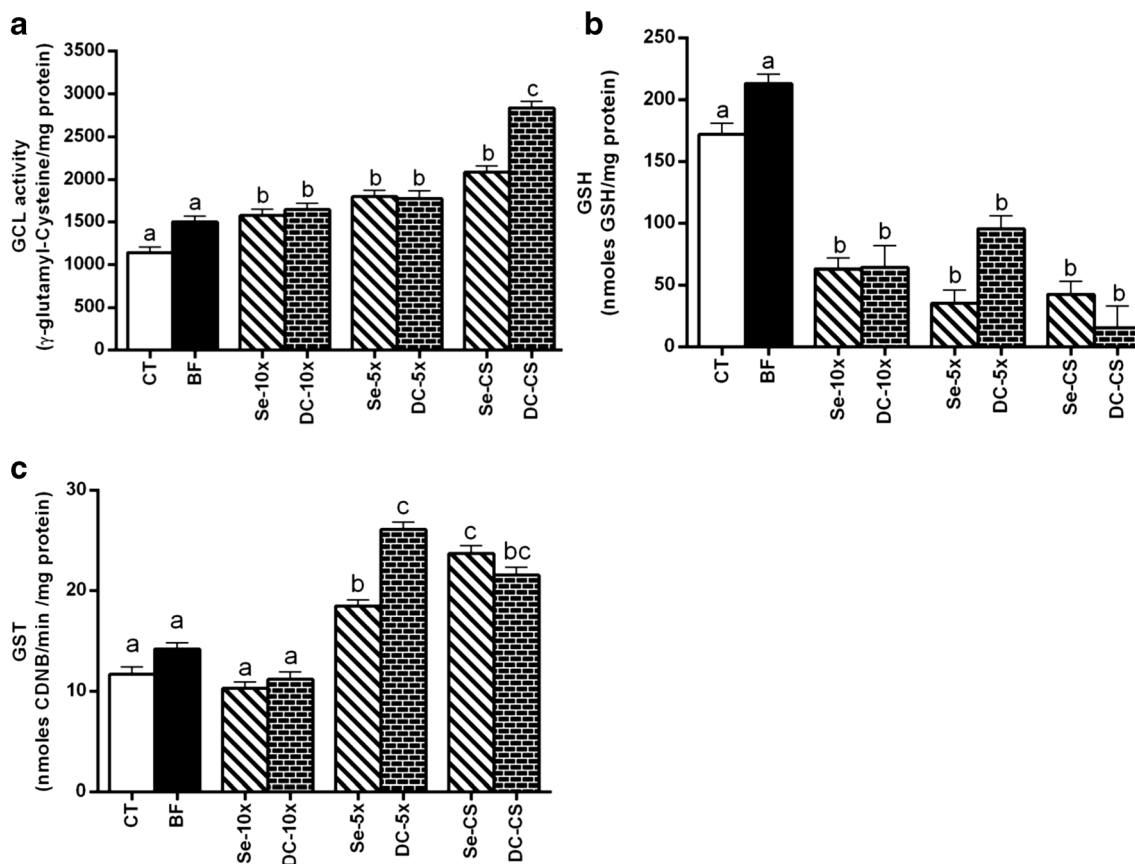 a
GCL activity
(γ-glutamyl-Cysteine/mg protein)
3500
3000
2500
2000
1500
1000
500
0
a
a
b
b
b
b
b
c
CT
BF
Se-10x
DC-10x
Se-5x
DC-5x
Se-CS
DC-CS
b
GSH
(nmoles GSH/mg protein)
250
200
150
100
50
0
a
a
b
b
b
b
b
b
CT
BF
Se-10x
DC-10x
Se-5x
DC-5x
Se-CS
DC-CS
c
GST
(nmoles CDNB/min /mg protein)
30
20
10
0
a
a
a
a
b
c
c
bc
CT
BF
Se-10x
DC-10x
Se-5x
DC-5x
Se-CS
DC-CS